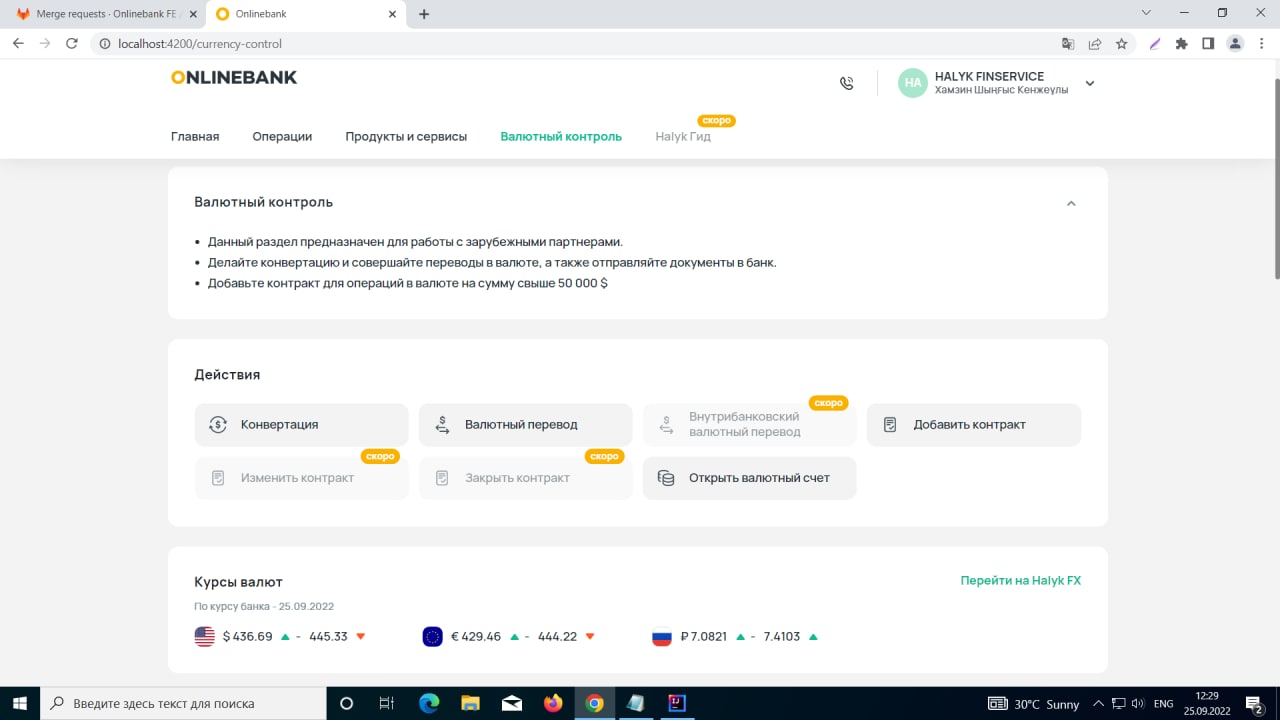 Merge requests · Onlinebank FE
Onlinebank
localhost:4200/currency-control
ONLINEBANK
HA
HALYK FINSERVICE
Хамзин Шыңғыс Кенжеулы
Главная
Операции
Продукты и сервисы
Валютный контроль
скоро
Halyk Гид
Валютный контроль
• Данный раздел предназначен для работы с зарубежными партнерами.
• Делайте конвертацию и совершайте переводы в валюте, а также отправляйте документы в банк.
• Добавьте контракт для операций в валюте на сумму свыше 50 000 $
Действия
Конвертация
Валютный перевод
скоро
Внутрибанковский
валютный перевод
Добавить контракт
скоро
Изменить контракт
скоро
Закрыть контракт
Открыть валютный счет
Курсы валют
Перейти на Halyk FX
По курсу банка - 25.09.2022
$ 436.69 - 445.33
€ 429.46 - 444.22
₽ 7.0821 - 7.4103
Введите здесь текст для поиска
30°C Sunny
ENG
12:29
25.09.2022
2